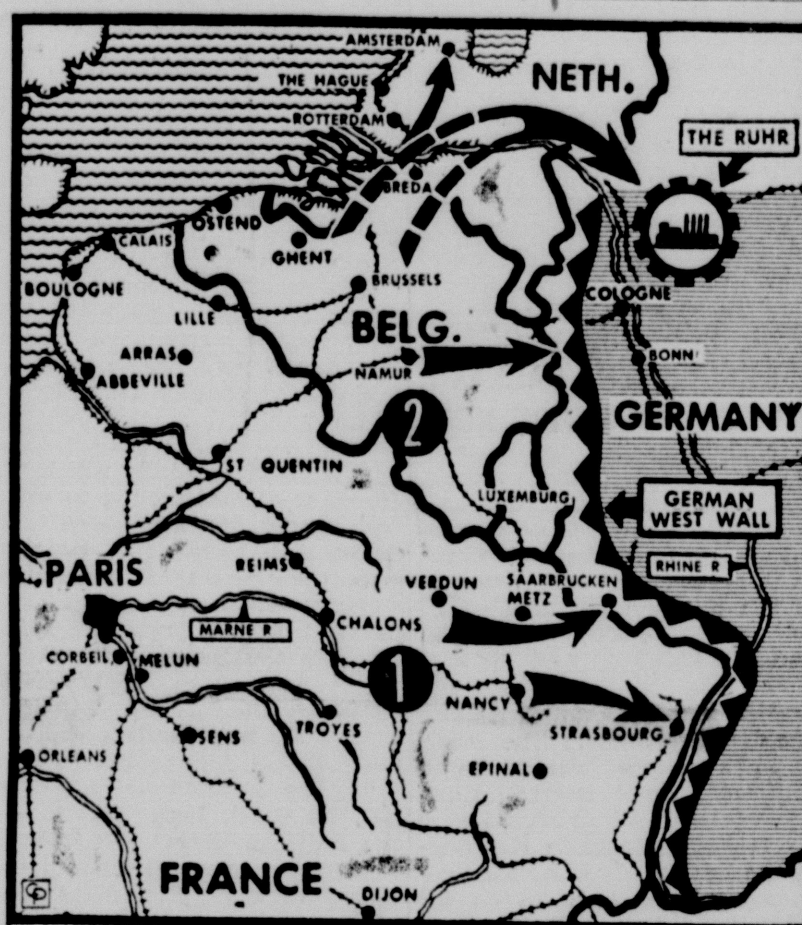 AMSTERDAM
THE HAGUE
NETH.
ROTTERDAM
THE RUHR
BREDA
OSTEND
CALAIS
GHENT
BRUSSELS
BOULOGNE
COLOGNE
LILLE
BELG.
ARRAS
BONN
NAMUR
ABBEVILLE
2
GERMANY
ST QUENTIN
LUXEMBURG
GERMAN
WEST WALL
REIMS
PARIS
VERDUN
SAARBRUCKEN
RHINE R
METZ
MARNE R
CHALONS
CORBEIL
MELUN
1
NANCY
SENS
TROYES
STRASBOURG
ORLEANS
EPINAL
FRANCE
DIJON
CP